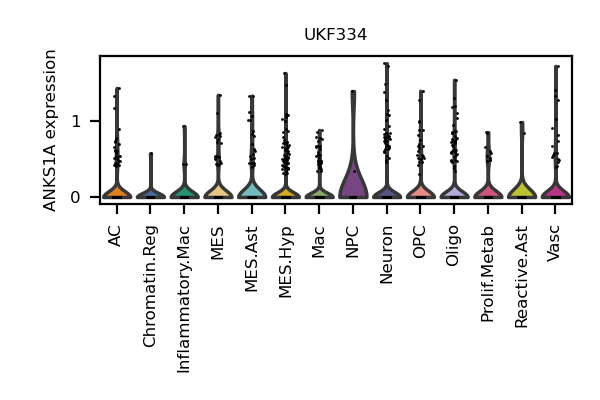 UKF334
ANKS1A expression
1
0
AC
Chromatin.Reg
Inflammatory.Mac
MES
MES.Ast
MES.Hyp
Mac
NPC
Neuron
OPC
Oligo
Prolif.Metab
Reactive.Ast
Vasc